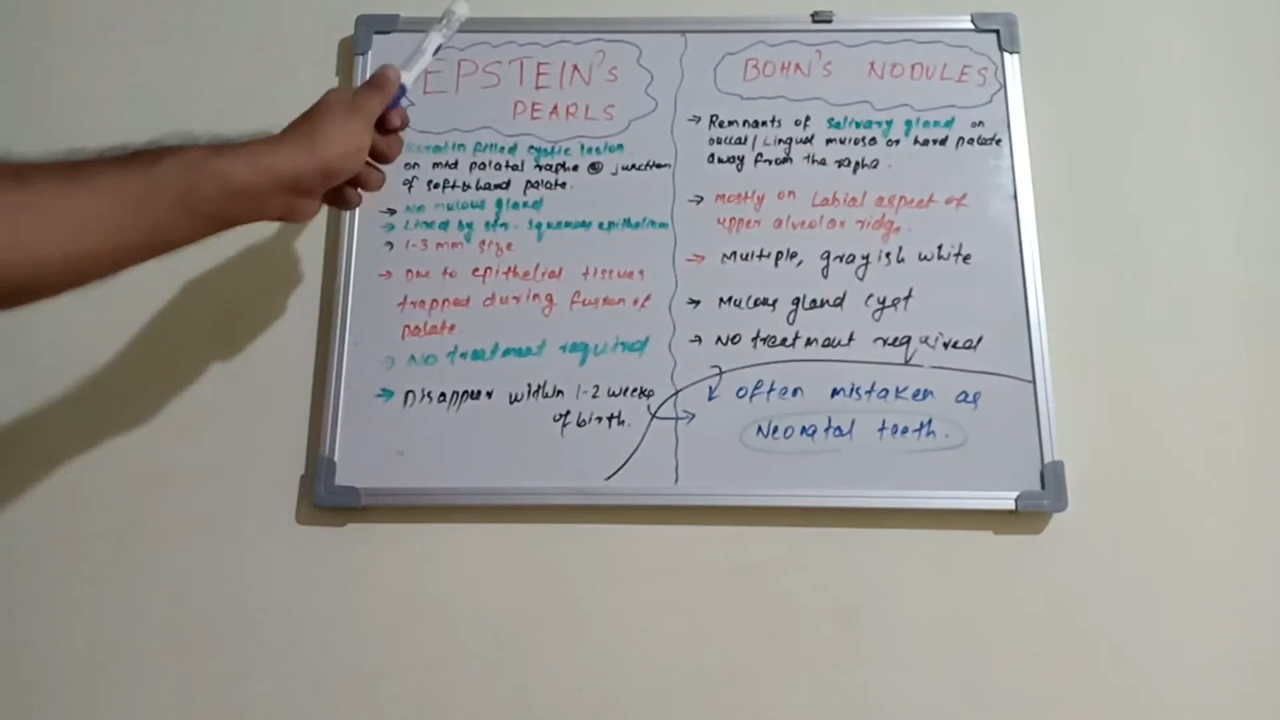 EPSTEIN'S
PEARLS
Keratin filled cystic lesion
on mid palatal raphe @ junction
of soft & hard palate.
→ No mucous gland
→ Lined by str. squamous epithelium
→ 1-3 mm size
→ Due to epithelial tissues
trapped during fusion of
palate.
→ No treatment required
→ Disappear within 1-2 weeks
of birth.
BOHN'S NODULES
→ Remnants of Salivary gland on
buccal/Lingual mucosa or hard palate
away from the raphe.
→ mostly on Labial aspect of
upper alveolar ridge.
→ Multiple, grayish white
→ Mucous gland cyst
→ NO treatment required
often mistaken as
Neonatal teeth.